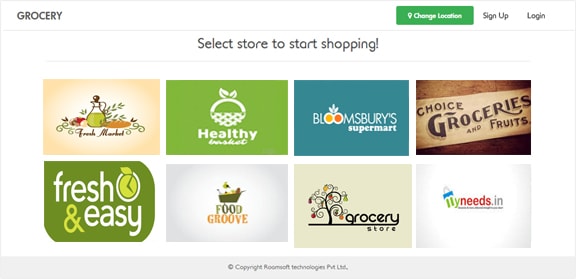 GROCERY
Change Location
Sign Up
Login
Select store to start shopping!
Fresh Market
Healthy
basket
BLOOMSBURY'S
supermart
CHOICE
GROCERIES
AND FRUITS.
fresh
& easy
FOOD
GROOVE
grocery
store
myneeds.in
© Copyright Roomsoft technologies Pvt Ltd.